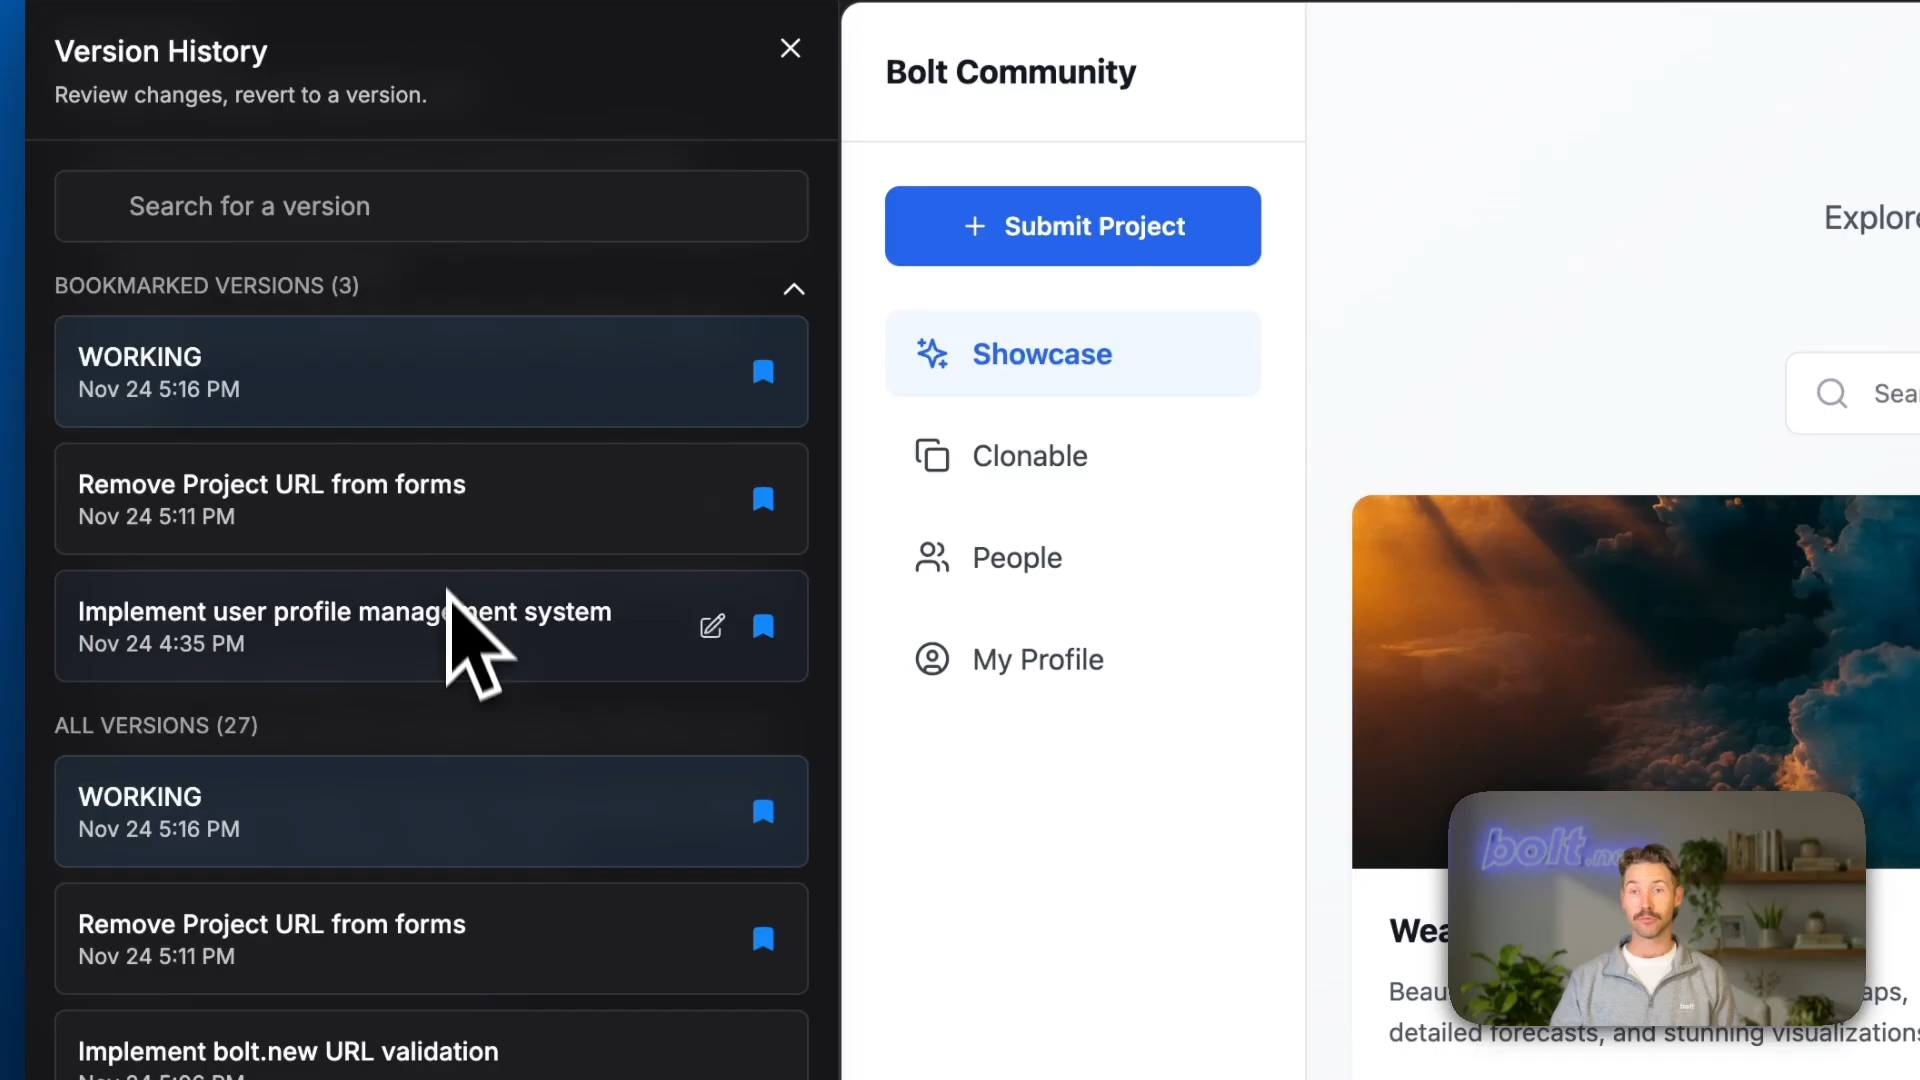 Version History
Review changes, revert to a version.
Search for a version
BOOKMARKED VERSIONS (3)
WORKING
Nov 24 5:16 PM
Remove Project URL from forms
Nov 24 5:11 PM
Implement user profile management system
Nov 24 4:35 PM
ALL VERSIONS (27)
WORKING
Nov 24 5:16 PM
Remove Project URL from forms
Nov 24 5:11 PM
Implement bolt.new URL validation
Bolt Community
Submit Project
Showcase
Clonable
People
My Profile
Explore
Sear
Wea
Beau
aps,
detailed forecasts, and stunning visualizations
bolt.ne
bolt